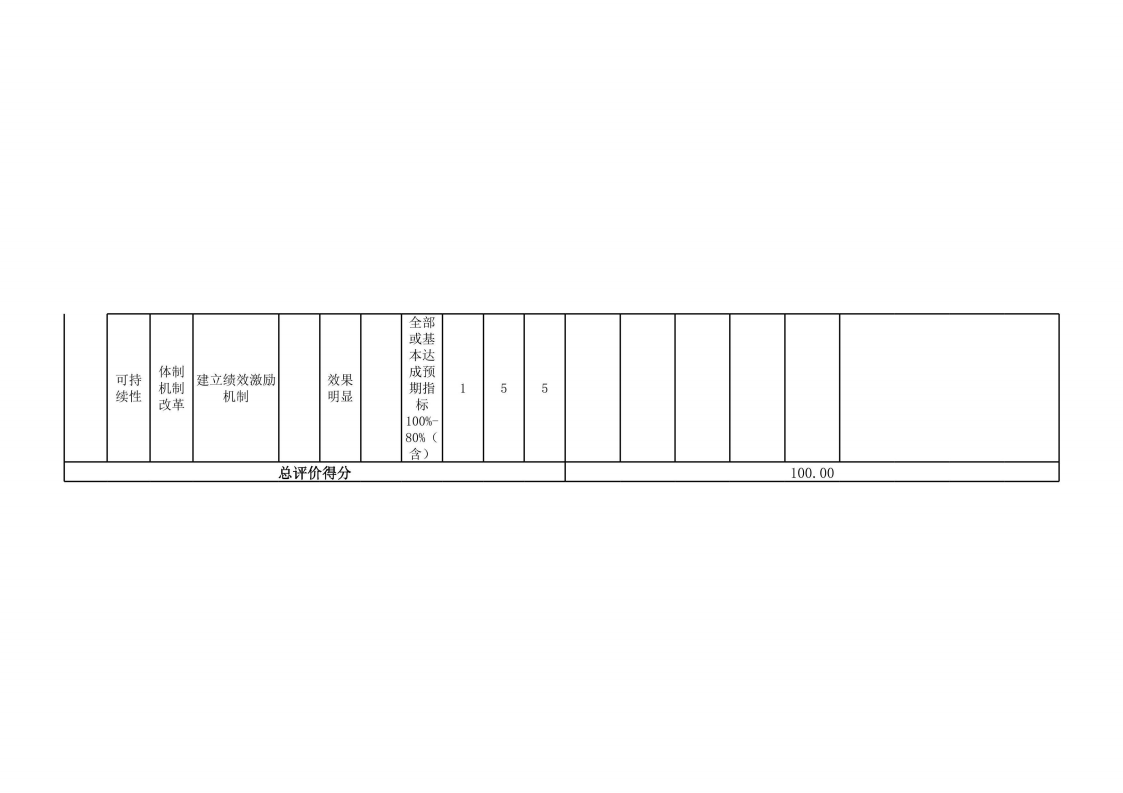 可持
续性
体制
机制
改革
建立绩效激励
机制
效果
明显
全部
或基
本达
成预
期指
标
100%-
80%（
含）
1
5
5
总评价得分
100.00